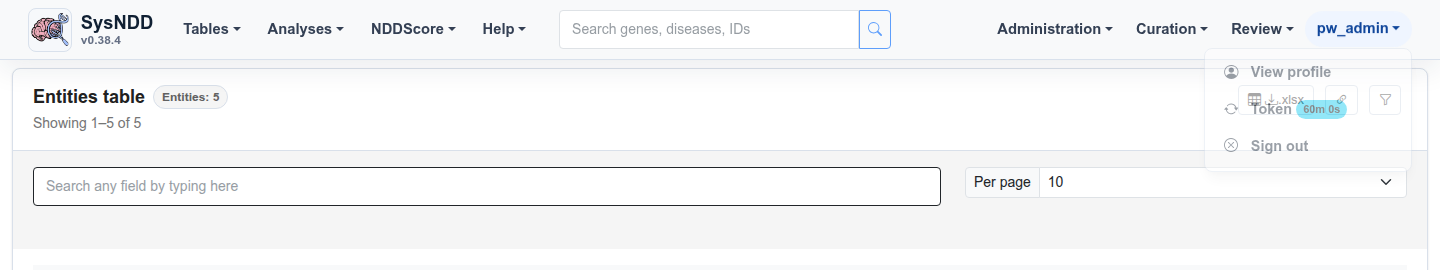 SysNDD
v0.38.4
Tables
Analyses
NDDScore
Help
Search genes, diseases, IDs
Administration
Curation
Review
pw_admin
View profile
Token 60m 0s
Sign out
Entities table
Entities: 5
.xlsx
Showing 1–5 of 5
Search any field by typing here
Per page
10